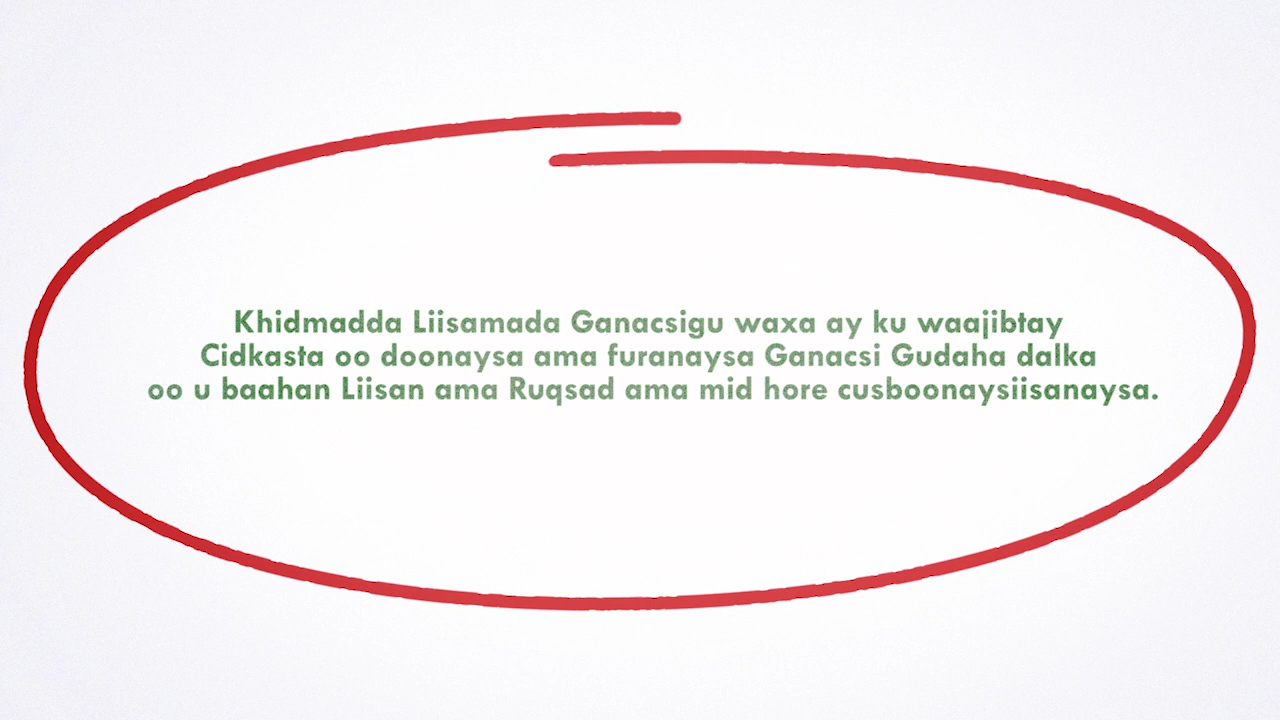 Khidmadda Liisamada Ganacsigu waxa ay ku waajibtay
Cidkasta oo doonaysa ama furanaysa Ganacsi Gudaha dalka
oo u baahan Liisan ama Ruqsad ama mid hore cusboonaysiisanaysa.